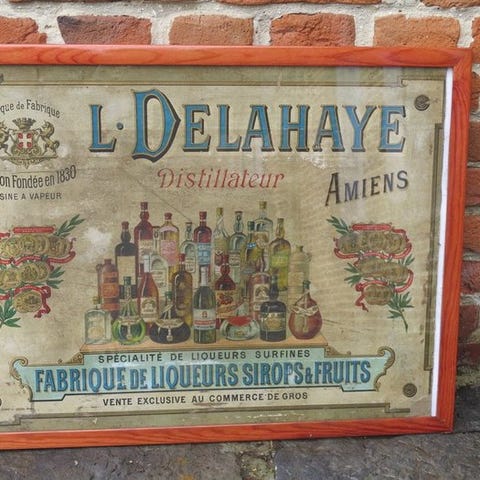 que de Fabrique
on Fondée en 1830
SINE A VAPEUR
L. DELAHAYE
Distillateur
AMIENS
SPÉCIALITÉ DE LIQUEURS SURFINES
FABRIQUE DE LIQUEURS SIROPS & FRUITS
VENTE EXCLUSIVE AU COMMERCE DE GROS